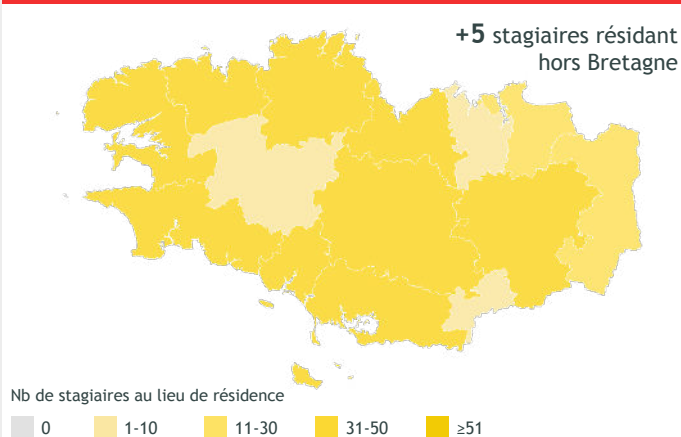 +5 stagiaires résidant
hors Bretagne
Nb de stagiaires au lieu de résidence
0 1-10 11-30 31-50 ≥51